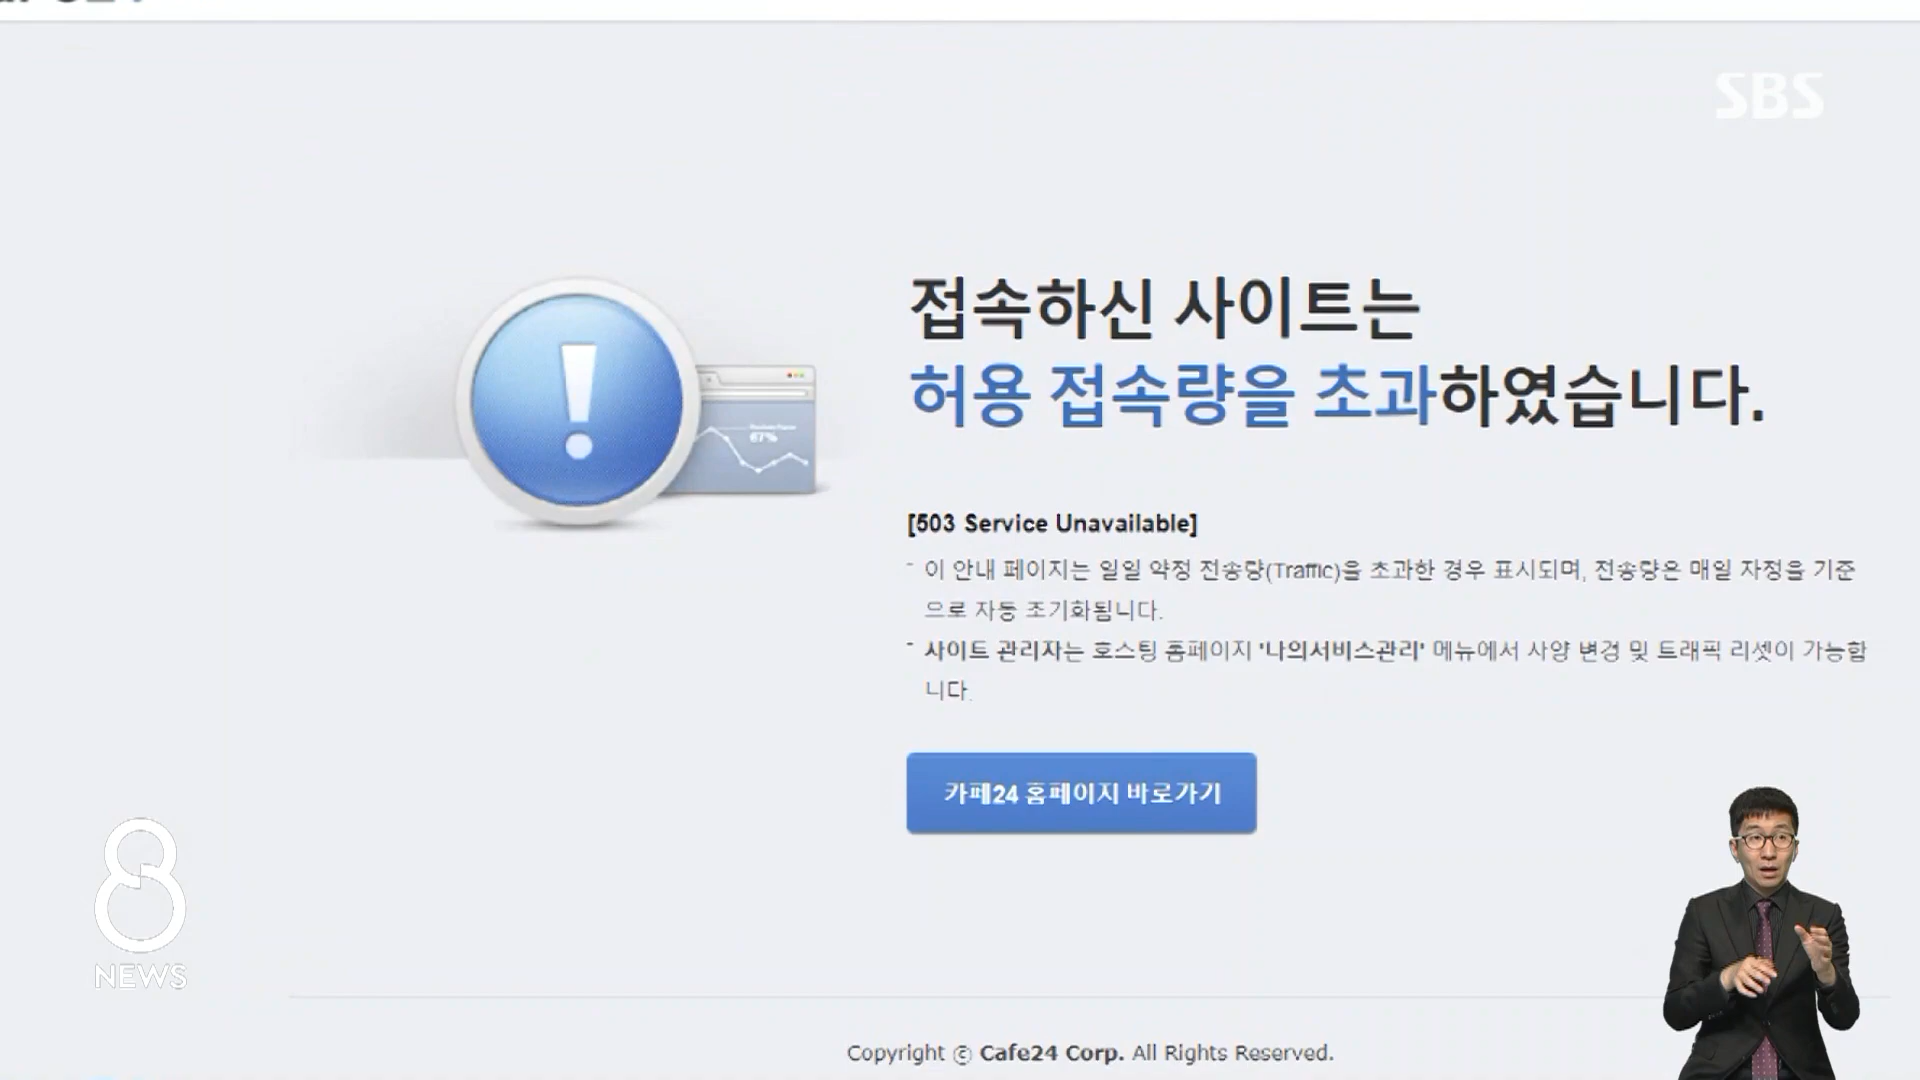 SBS
접속하신 사이트는
허용 접속량을 초과하였습니다.
67%
[503 Service Unavailable]
- 이 안내 페이지는 일일 약정 전송량(Traffic)을 초과한 경우 표시되며, 전송량은 매일 자정을 기준
으로 자동 초기화됩니다.
- 사이트 관리자는 호스팅 홈페이지 '나의서비스관리' 메뉴에서 사양 변경 및 트래픽 리셋이 가능합
니다.
카페24 홈페이지 바로가기
8
NEWS
Copyright ⓒ Cafe24 Corp. All Rights Reserved.